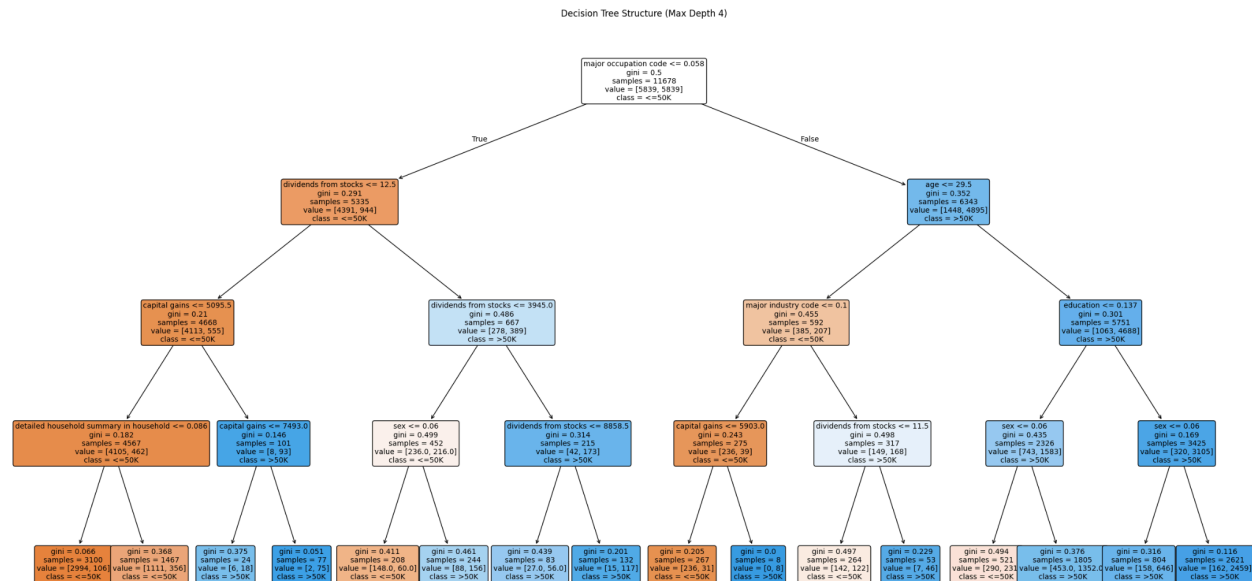 Decision Tree Structure (Max Depth 4)
major occupation code <= 0.058
gini = 0.5
samples = 11678
value = [5839, 5839]
class = <=50K
True
False
dividends from stocks <= 12.5
gini = 0.291
samples = 5335
value = [4391, 944]
class = <=50K
age <= 29.5
gini = 0.352
samples = 6343
value = [1448, 4895]
class = >50K
capital gains <= 5095.5
gini = 0.21
samples = 4668
value = [4113, 555]
class = <=50K
dividends from stocks <= 3945.0
gini = 0.486
samples = 667
value = [278, 389]
class = >50K
major industry code <= 0.1
gini = 0.455
samples = 592
value = [385, 207]
class = <=50K
education <= 0.137
gini = 0.301
samples = 5751
value = [1063, 4688]
class = >50K
detailed household summary in household <= 0.086
gini = 0.182
samples = 4567
value = [4105, 462]
class = <=50K
capital gains <= 7493.0
gini = 0.146
samples = 101
value = [8, 93]
class = >50K
sex <= 0.06
gini = 0.499
samples = 452
value = [236.0, 216.0]
class = <=50K
dividends from stocks <= 8858.5
gini = 0.314
samples = 215
value = [42, 173]
class = >50K
capital gains <= 5903.0
gini = 0.243
samples = 275
value = [236, 39]
class = <=50K
dividends from stocks <= 11.5
gini = 0.498
samples = 317
value = [149, 168]
class = >50K
sex <= 0.06
gini = 0.435
samples = 2326
value = [743, 1583]
class = >50K
sex <= 0.06
gini = 0.169
samples = 3425
value = [320, 3105]
class = >50K
gini = 0.066
samples = 3100
value = [2994, 106]
class = <=50K
gini = 0.368
samples = 1467
value = [1111, 356]
class = <=50K
gini = 0.375
samples = 24
value = [6, 18]
class = >50K
gini = 0.051
samples = 77
value = [2, 75]
class = >50K
gini = 0.411
samples = 208
value = [148.0, 60.0]
class = <=50K
gini = 0.461
samples = 244
value = [88, 156]
class = >50K
gini = 0.439
samples = 83
value = [27.0, 56.0]
class = >50K
gini = 0.201
samples = 132
value = [15, 117]
class = >50K
gini = 0.205
samples = 267
value = [236, 31]
class = <=50K
gini = 0.0
samples = 8
value = [0, 8]
class = >50K
gini = 0.497
samples = 264
value = [142, 122]
class = <=50K
gini = 0.229
samples = 53
value = [7, 46]
class = >50K
gini = 0.494
samples = 521
value = [290, 231
class = <=50K
gini = 0.376
samples = 1805
value = [453.0, 1352.0
class = >50K
gini = 0.316
samples = 804
value = [158, 646]
class = >50K
gini = 0.116
samples = 2621
value = [162, 2459]
class = >50K